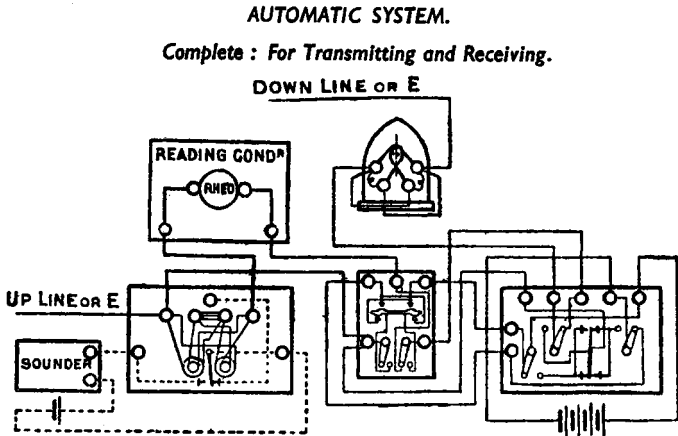 AUTOMATIC SYSTEM.
Complete : For Transmitting and Receiving.
DOWN LINE OR E
READING CONDR
RHEO
UP LINE OR E
SOUNDER